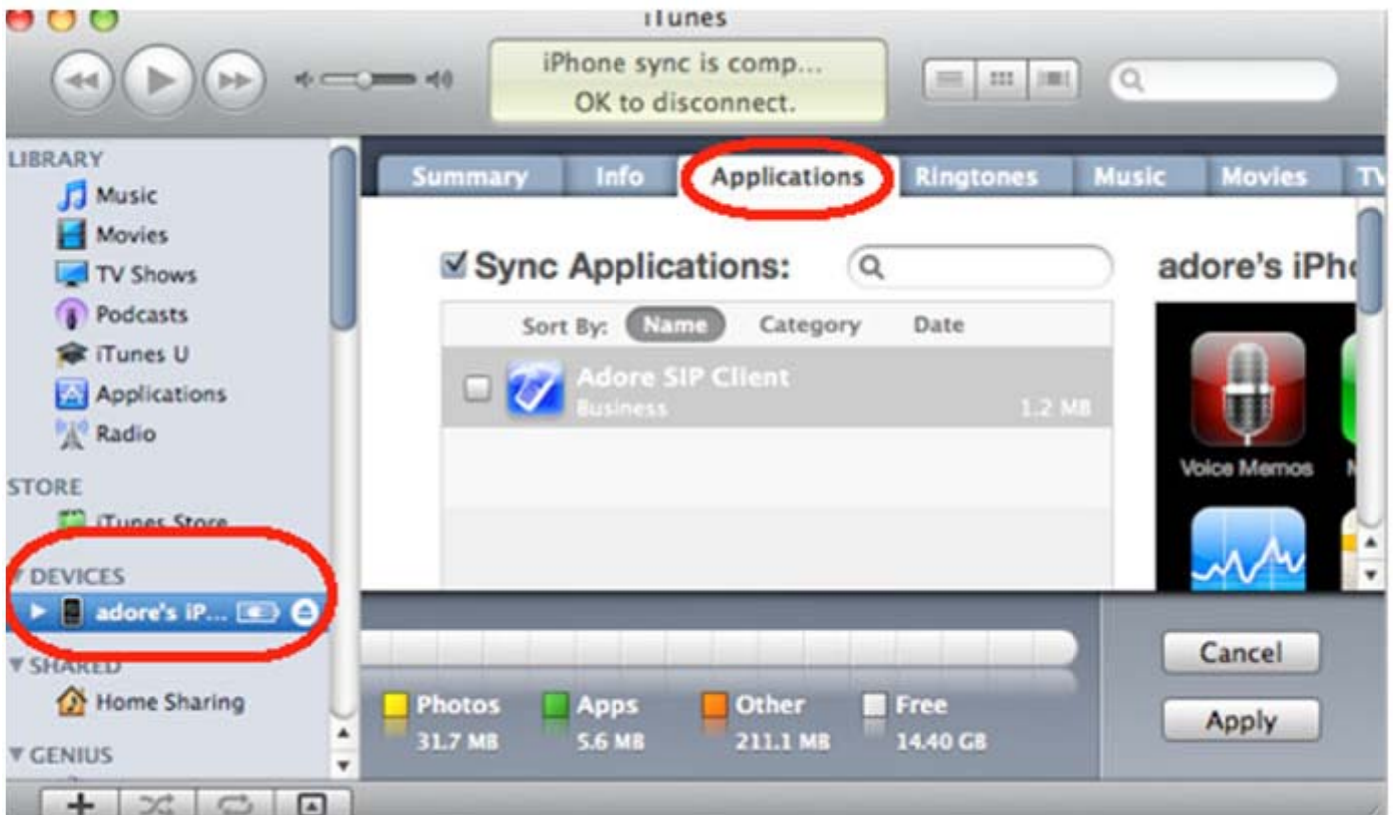 iTunes
iPhone sync is comp...
OK to disconnect.
LIBRARY
Music
Movies
TV Shows
Podcasts
iTunes U
Applications
Radio
STORE
iTunes Store
DEVICES
adore's iP...
SHARED
Home Sharing
GENIUS
Summary Info Applications Ringtones Music Movies TV
Sync Applications:
Sort By: Name Category Date
Adore SIP Client
Business 1.2 MB
adore's iPho
Voice Memos
Photos Apps Other Free
31.7 MB 5.6 MB 211.1 MB 14.40 GB
Cancel
Apply